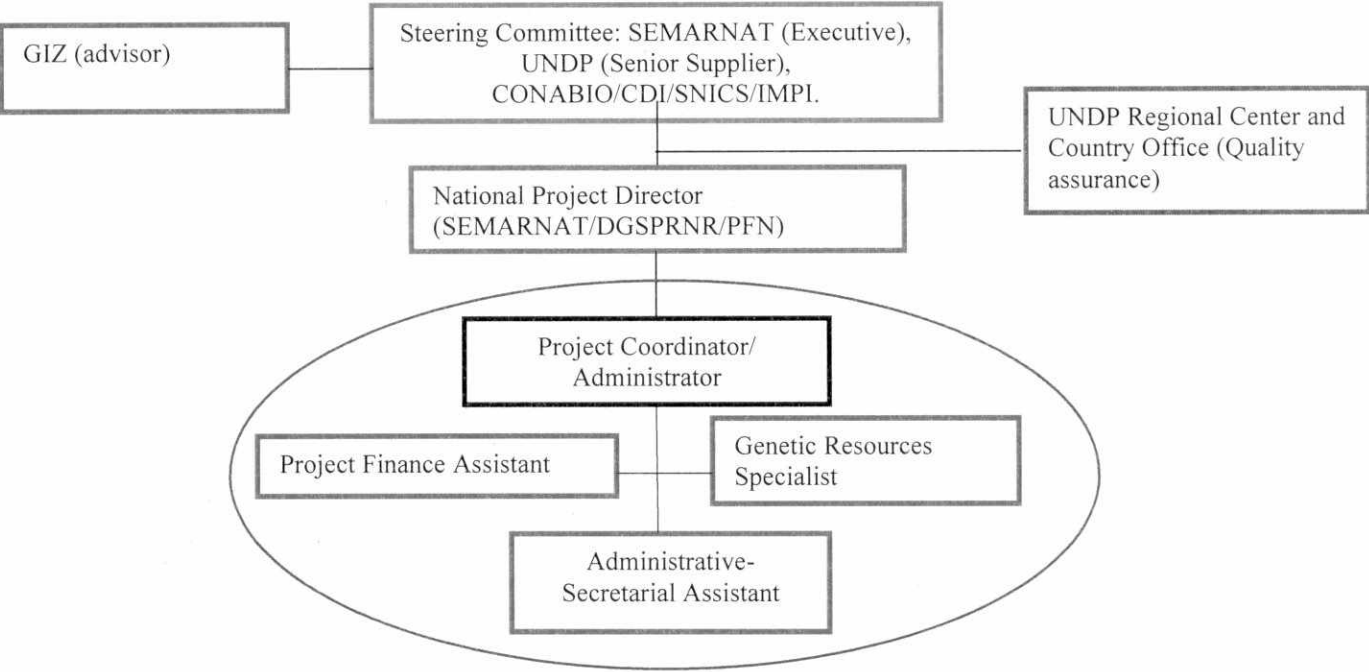 GIZ (advisor)
Steering Committee: SEMARNAT (Executive),
UNDP (Senior Supplier),
CONABIO/CDI/SNICS/IMPI.
UNDP Regional Center and
Country Office (Quality
assurance)
National Project Director
(SEMARNAT/DGSPRNR/PFN)
Project Coordinator/
Administrator
Project Finance Assistant
Genetic Resources
Specialist
Administrative-
Secretarial Assistant